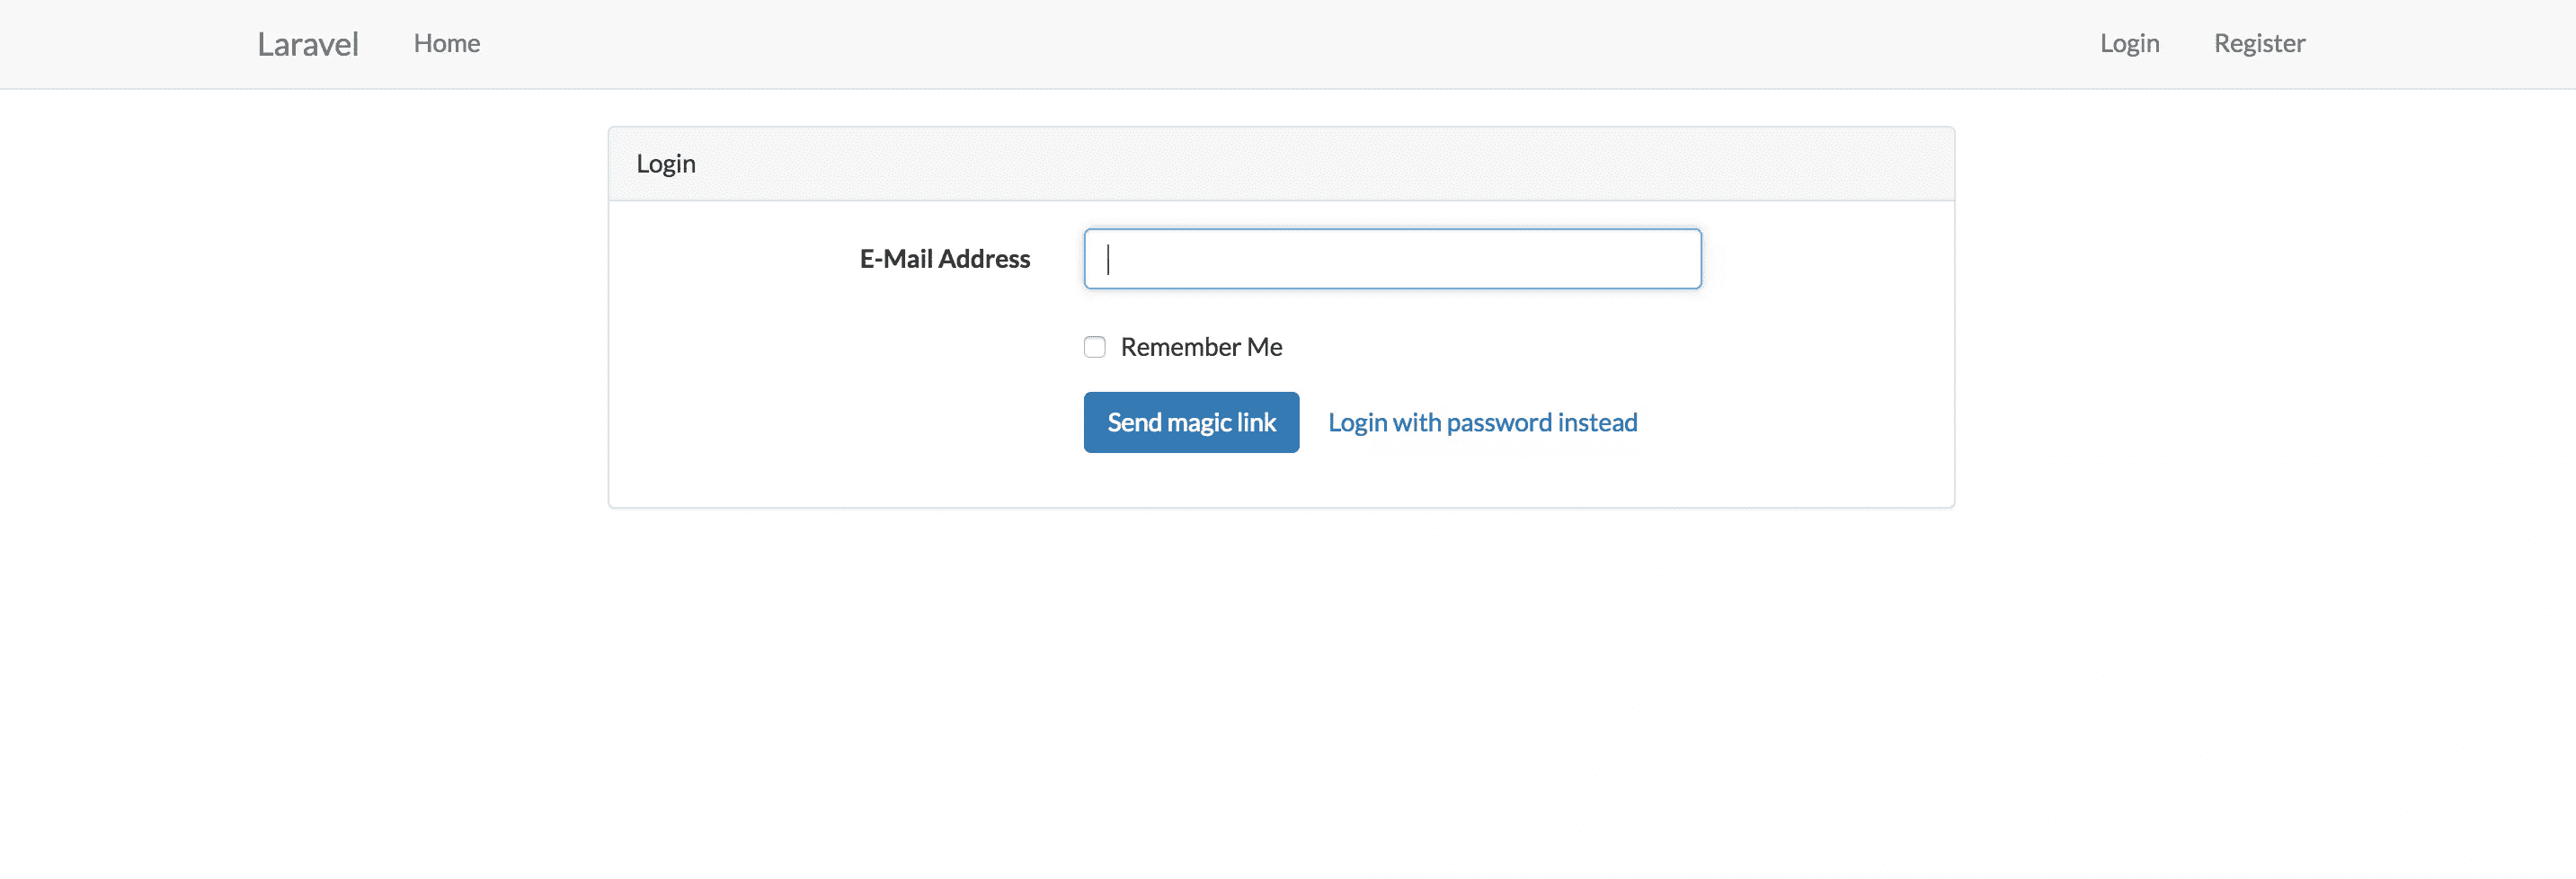 Laravel Home Login Register
Login
E-Mail Address
Remember Me
Send magic link Login with password instead